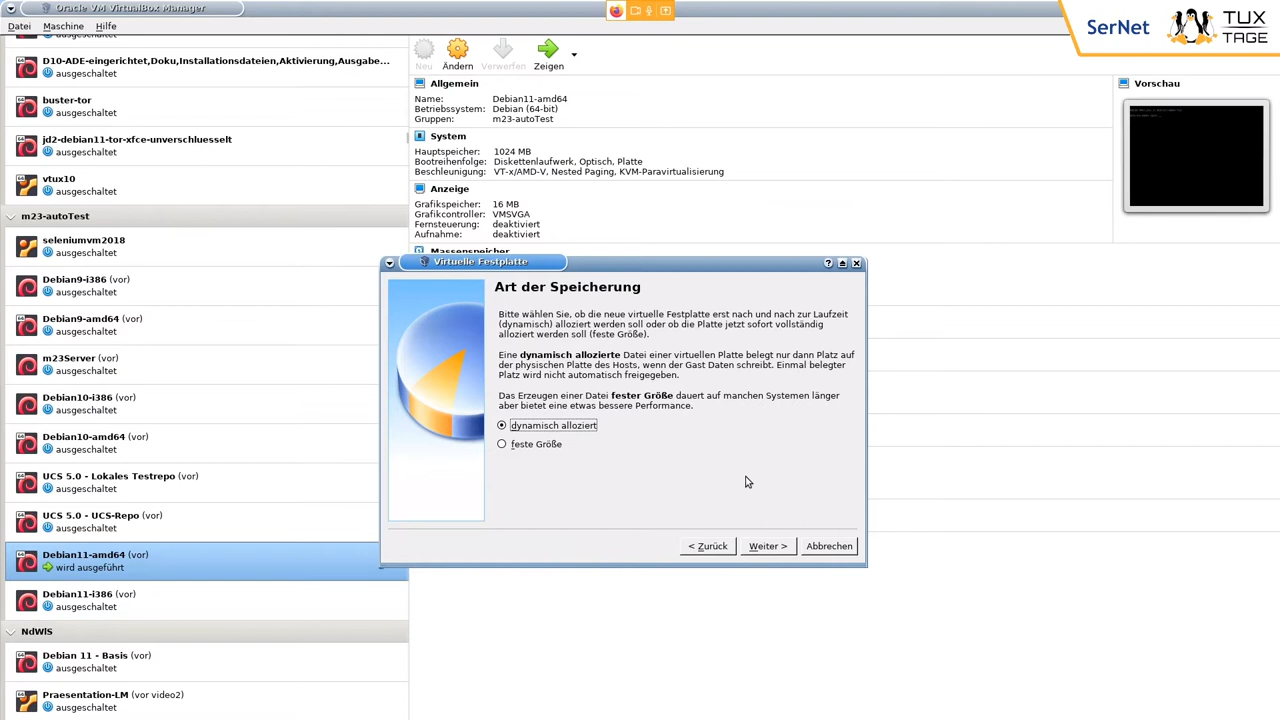 Oracle VM VirtualBox Manager
Datei Maschine Hilfe
SerNet TUX TAGE
D10-ADE-eingerichtet,Doku,Installationsdateien,Aktivierung,Ausgabe...
ausgeschaltet
buster-tor
ausgeschaltet
jd2-debian11-tor-xfce-unverschluesselt
ausgeschaltet
vtux10
ausgeschaltet
m23-autoTest
seleniumvm2018
ausgeschaltet
Debian9-i386 (vor)
ausgeschaltet
Debian9-amd64 (vor)
ausgeschaltet
m23Server (vor)
ausgeschaltet
Debian10-i386 (vor)
ausgeschaltet
Debian10-amd64 (vor)
ausgeschaltet
UCS 5.0 - Lokales Testrepo (vor)
ausgeschaltet
UCS 5.0 - UCS-Repo (vor)
ausgeschaltet
Debian11-amd64 (vor)
wird ausgeführt
Debian11-i386 (vor)
ausgeschaltet
NdWlS
Debian 11 - Basis (vor)
ausgeschaltet
Praesentation-LM (vor video2)
ausgeschaltet
Neu Ändern Verwerfen Zeigen
Allgemein
Name: Debian11-amd64
Betriebssystem: Debian (64-bit)
Gruppen: m23-autoTest
System
Hauptspeicher: 1024 MB
Bootreihenfolge: Diskettenlaufwerk, Optisch, Platte
Beschleunigung: VT-x/AMD-V, Nested Paging, KVM-Paravirtualisierung
Anzeige
Grafikspeicher: 16 MB
Grafikcontroller: VMSVGA
Fernsteuerung: deaktiviert
Aufnahme: deaktiviert
Massenspeicher
Vorschau
Virtuelle Festplatte
Art der Speicherung
Bitte wählen Sie, ob die neue virtuelle Festplatte erst nach und nach zur Laufzeit
(dynamisch) alloziert werden soll oder ob die Platte jetzt sofort vollständig
alloziert werden soll (feste Größe).
Eine dynamisch allozierte Datei einer virtuellen Platte belegt nur dann Platz auf
der physischen Platte des Hosts, wenn der Gast Daten schreibt. Einmal belegter
Platz wird nicht automatisch freigegeben.
Das Erzeugen einer Datei fester Größe dauert auf manchen Systemen länger
aber bietet eine etwas bessere Performance.
dynamisch alloziert
feste Größe
< Zurück Weiter > Abbrechen